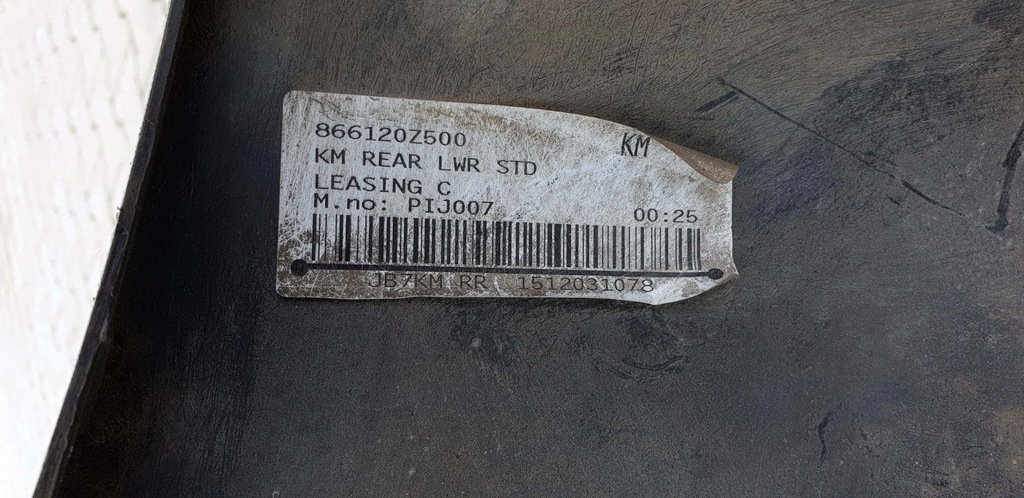 866120Z500
KM
KM REAR LWR STD
LEASING C
M.no: PIJ007
00:25
JB7KM RR 1512031078